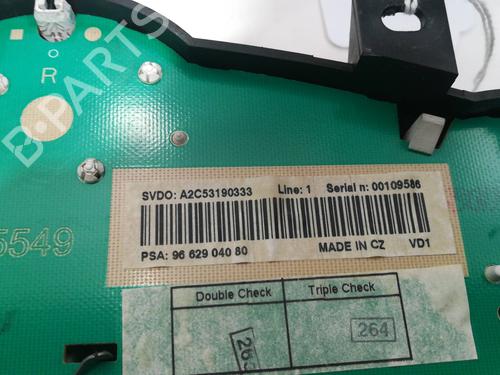 R
B-PARTS
SVDO: A2C53190333 Line: 1 Serial n: 00109586
5549
PSA: 96 629 040 80 MADE IN CZ VD1
Double Check Triple Check
263
264